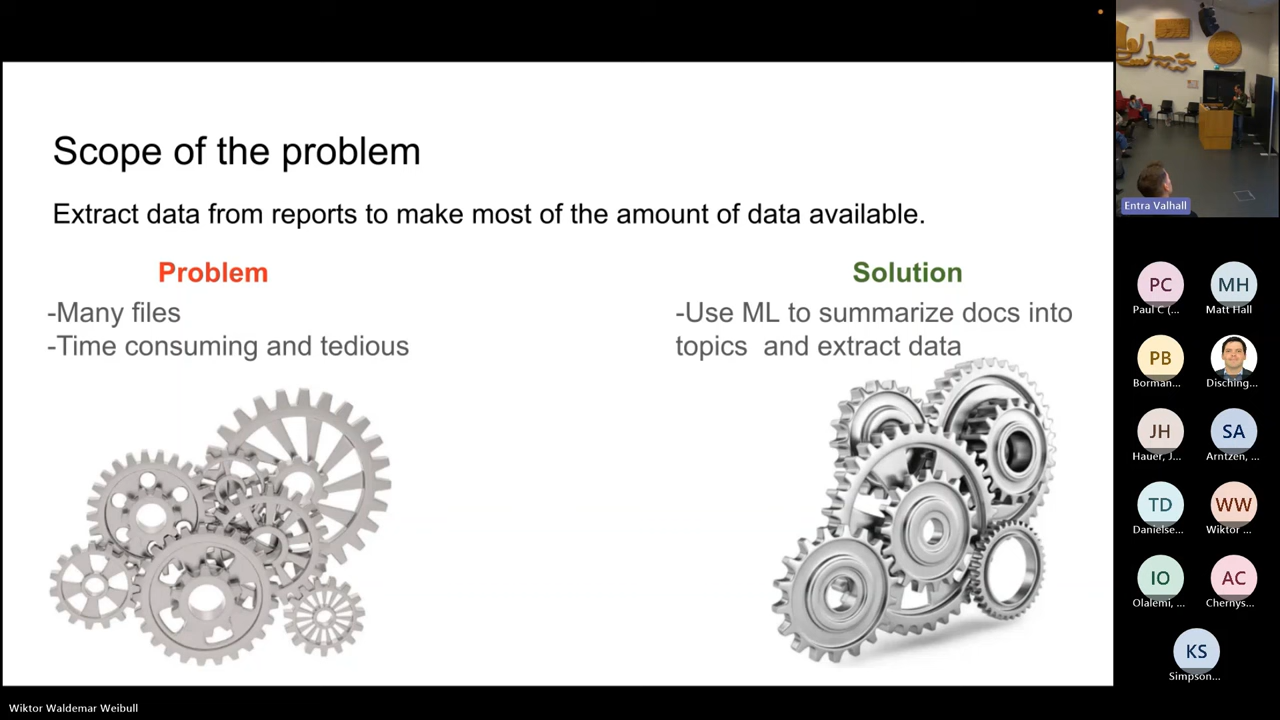 Scope of the problem
Extract data from reports to make most of the amount of data available.
Problem
-Many files
-Time consuming and tedious
Solution
-Use ML to summarize docs into
topics  and extract data
Entra Valhall
PC
Paul C (...
MH
Matt Hall
PB
Borman...
Disching...
JH
Hauer, J...
SA
Arntzen, ...
TD
Danielse...
WW
Wiktor ...
IO
Olalemi, ...
AC
Chernys...
KS
Simpson...
Wiktor Waldemar Weibull